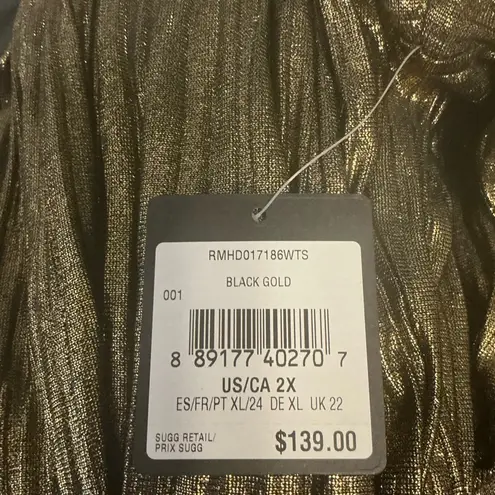 RMHD017186WTS
BLACK GOLD
001
8 89177 40270 7
US/CA 2X
ES/FR/PT XL/24 DE XL UK 22
SUGG RETAIL/
PRIX SUGG $139.00